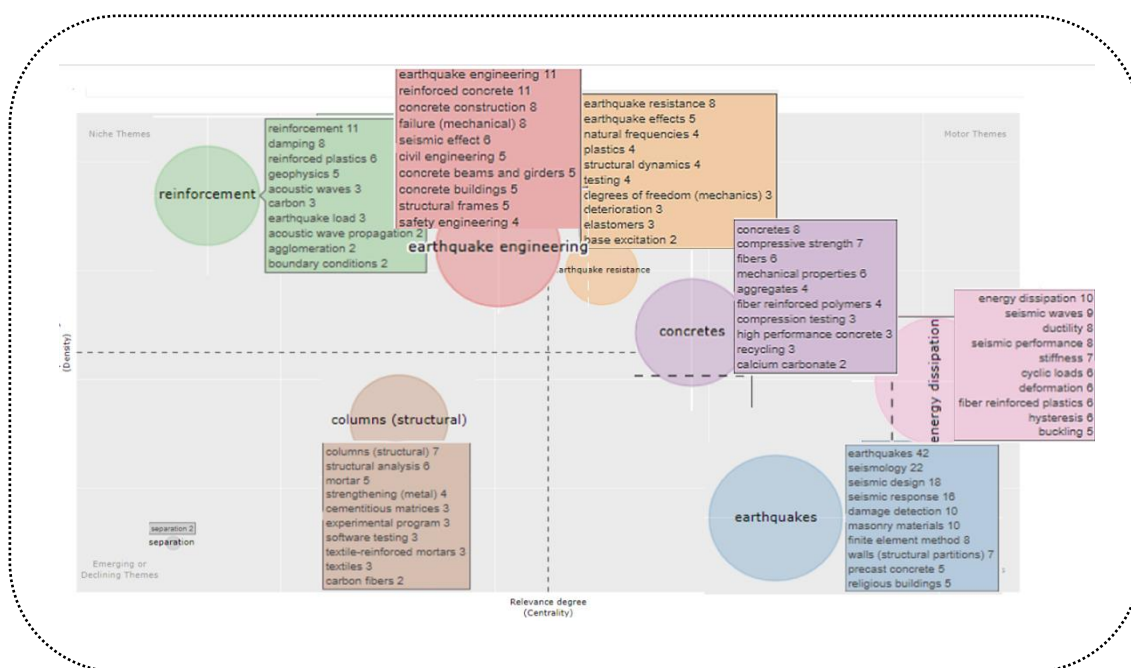 Niche Themes
Motor Themes
reinforcement
reinforcement 11
damping 8
reinforced plastics 6
geophysics 5
acoustic waves 3
carbon 3
earthquake load 3
acoustic wave propagation 2
agglomeration 2
boundary conditions 2
earthquake engineering 11
reinforced concrete 11
concrete construction 8
failure (mechanical) 8
seismic effect 6
civil engineering 5
concrete beams and girders 5
concrete buildings 5
structural frames 5
safety engineering 4
earthquake engineering
earthquake resistance 8
earthquake effects 5
natural frequencies 4
plastics 4
structural dynamics 4
testing 4
degrees of freedom (mechanics) 3
deterioration 3
elastomers 3
base excitation 2
arthquake resistance
concretes
concretes 8
compressive strength 7
fibers 6
mechanical properties 6
aggregates 4
fiber reinforced polymers 4
compression testing 3
high performance concrete 3
recycling 3
calcium carbonate 2
energy dissipation
energy dissipation 10
seismic waves 9
ductility 8
seismic performance 8
stiffness 7
cyclic loads 6
deformation 6
fiber reinforced plastics 6
hysteresis 6
buckling 5
(Density)
columns (structural)
columns (structural) 7
structural analysis 6
mortar 5
strengthening (metal) 4
cementitious matrices 3
experimental program 3
software testing 3
textile-reinforced mortars 3
textiles 3
carbon fibers 2
earthquakes
earthquakes 42
seismology 22
seismic design 18
seismic response 16
damage detection 10
masonry materials 10
finite element method 8
walls (structural partitions) 7
precast concrete 5
religious buildings 5
separation 2
separation
Emerging or
Declining Themes
Relevance degree
(Centrality)